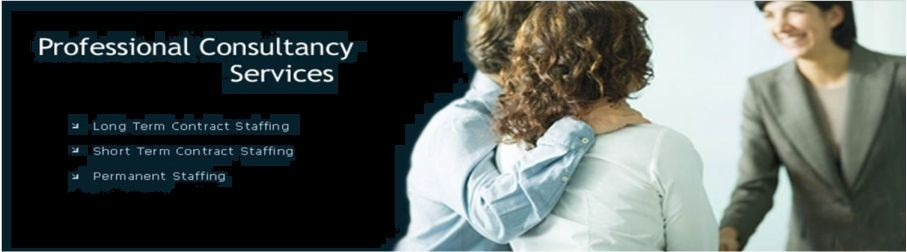 Professional Consultancy
Services
Long Term Contract Staffing
Short Term Contract Staffing
Permanent Staffing